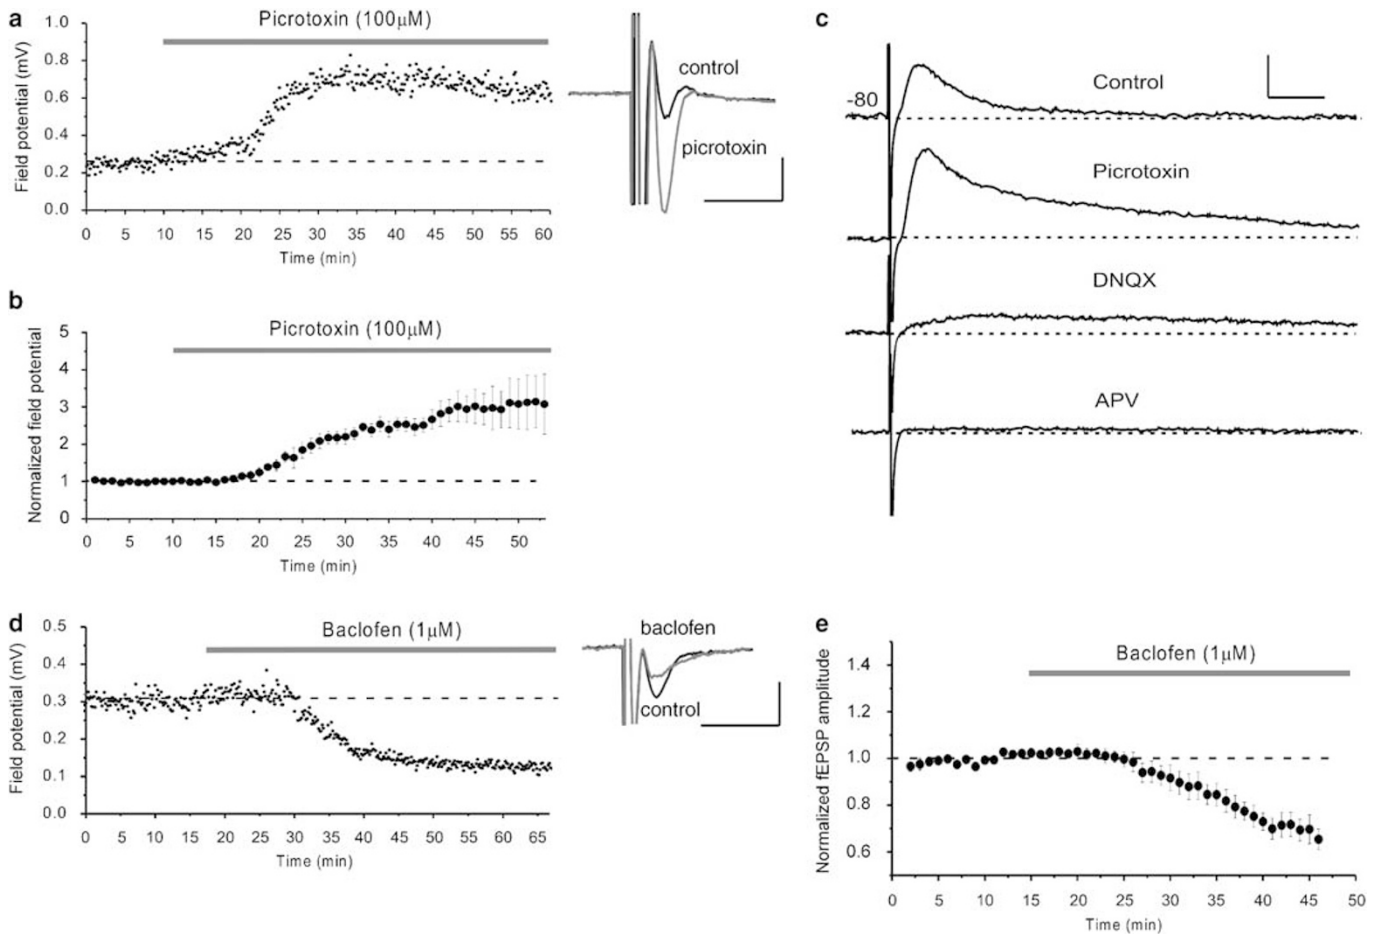 a
Picrotoxin (100μM)
Field potential (mV)
1.0
0.8
0.6
0.4
0.2
0.0
0 5 10 15 20 25 30 35 40 45 50 55 60
Time (min)
control
picrotoxin
b
Picrotoxin (100μM)
Normalized field potential
5
4
3
2
1
0
0 5 10 15 20 25 30 35 40 45 50
Time (min)
c
-80
Control
Picrotoxin
DNQX
APV
d
Baclofen (1μM)
Field potential (mV)
0.5
0.4
0.3
0.2
0.1
0.0
0 5 10 15 20 25 30 35 40 45 50 55 60 65
Time (min)
baclofen
control
e
Baclofen (1μM)
Normalized fEPSP amplitude
1.4
1.2
1.0
0.8
0.6
0 5 10 15 20 25 30 35 40 45 50
Time (min)